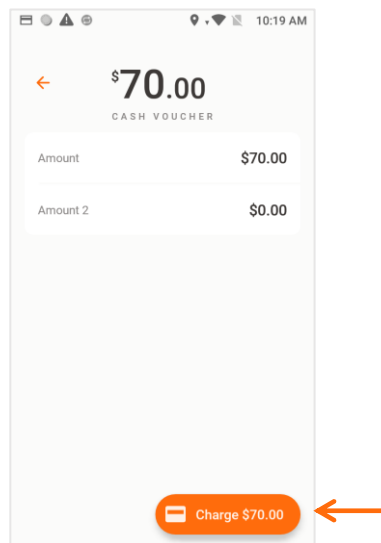 10:19 AM
$70.00
CASH VOUCHER
Amount $70.00
Amount 2 $0.00
Charge $70.00